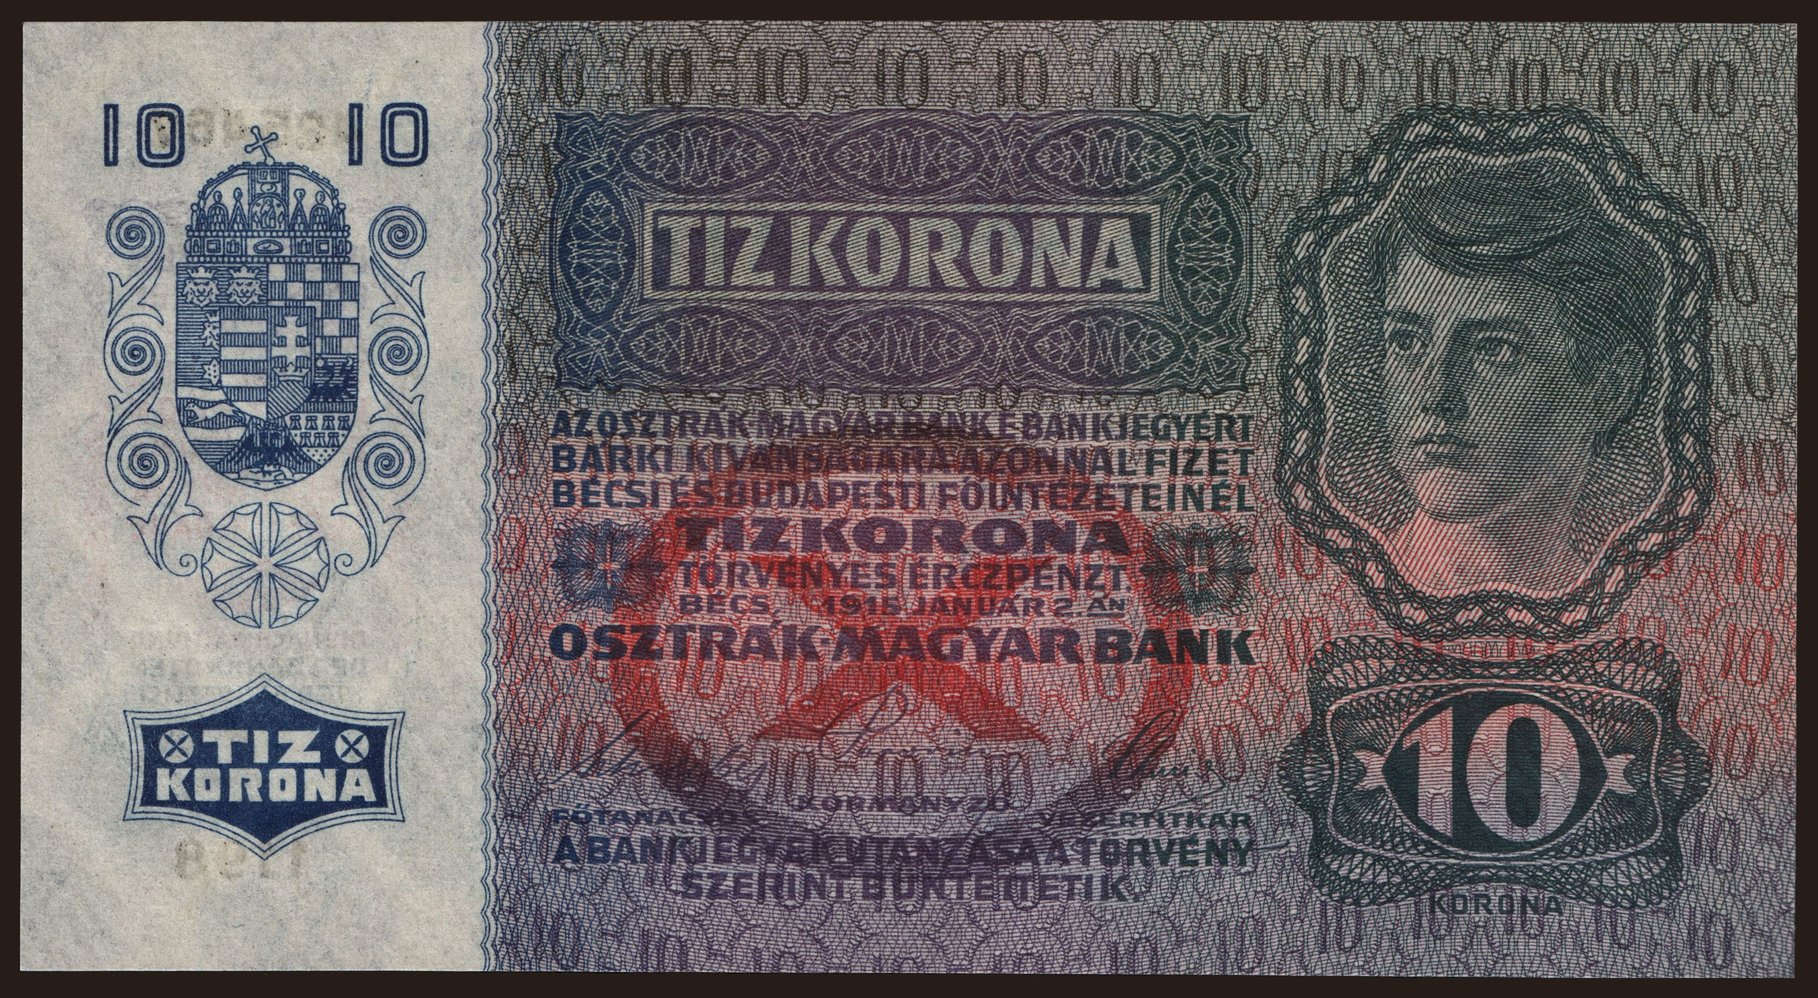 10 10
TIZ
KORONA
TIZ KORONA
AZ OSZTRÁK-MAGYAR BANK E BANKJEGYÉRT
BÁRKI KIVÁNSÁGÁRA AZONNAL FIZET
BÉCSI ÉS BUDAPESTI FŐINTÉZETEINÉL
TIZ KORONA
TÖRVÉNYES ÉRCZPÉNZT.
BÉCS, 1915 JANUÁR 2.ÁN
OSZTRÁK-MAGYAR BANK
KORMÁNYZÓ
FŐTANÁCSOS VEZÉRTITKÁR
A BANKJEGYEK UTÁNZÁSA A TÖRVÉNY
SZERINT BÜNTETTETIK.
10
KORONA